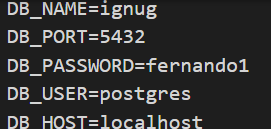 DB_NAME=ignug
DB_PORT=5432
DB_PASSWORD=fernando1
DB_USER=postgres
DB_HOST=localhost